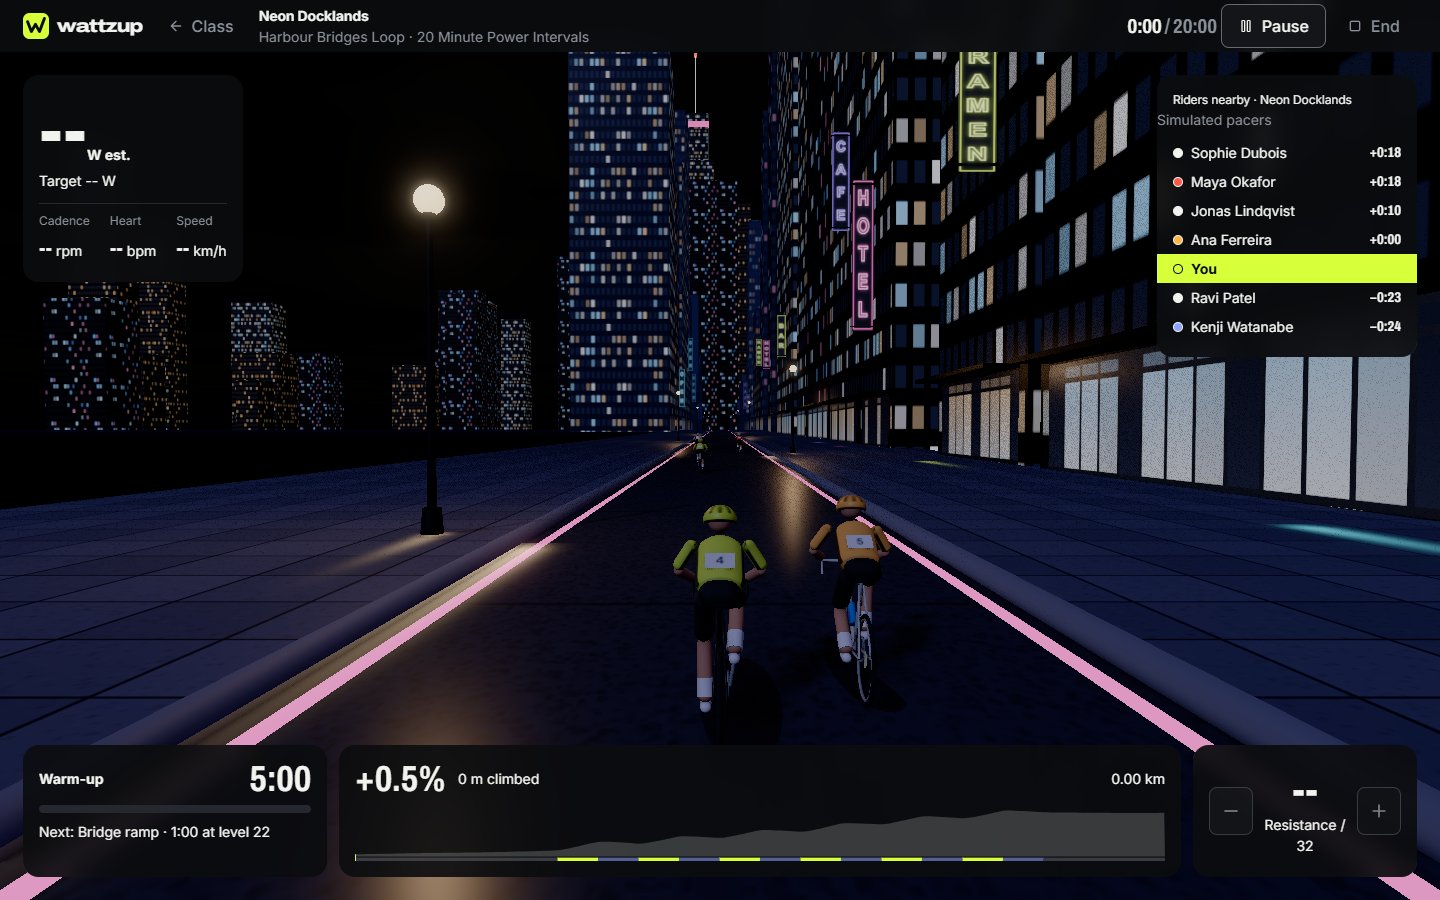 W wattzup
← Class
Neon Docklands
Harbour Bridges Loop · 20 Minute Power Intervals
0:00 / 20:00
Pause
End
-- W est.
Target -- W
Cadence Heart Speed
-- rpm -- bpm -- km/h
RAMEN
CAFE
HOTEL
Riders nearby · Neon Docklands
Simulated pacers
Sophie Dubois +0:18
Maya Okafor +0:18
Jonas Lindqvist +0:10
Ana Ferreira +0:00
You
Ravi Patel −0:23
Kenji Watanabe −0:24
4
5
Warm-up 5:00
Next: Bridge ramp · 1:00 at level 22
+0.5% 0 m climbed 0.00 km
−
--
+
Resistance /
32